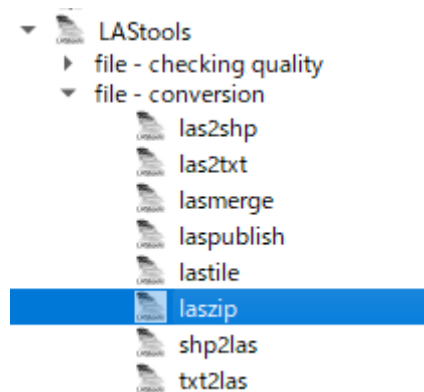 LAStools
file - checking quality
file - conversion
las2shp
las2txt
lasmerge
laspublish
lastile
laszip
shp2las
txt2las